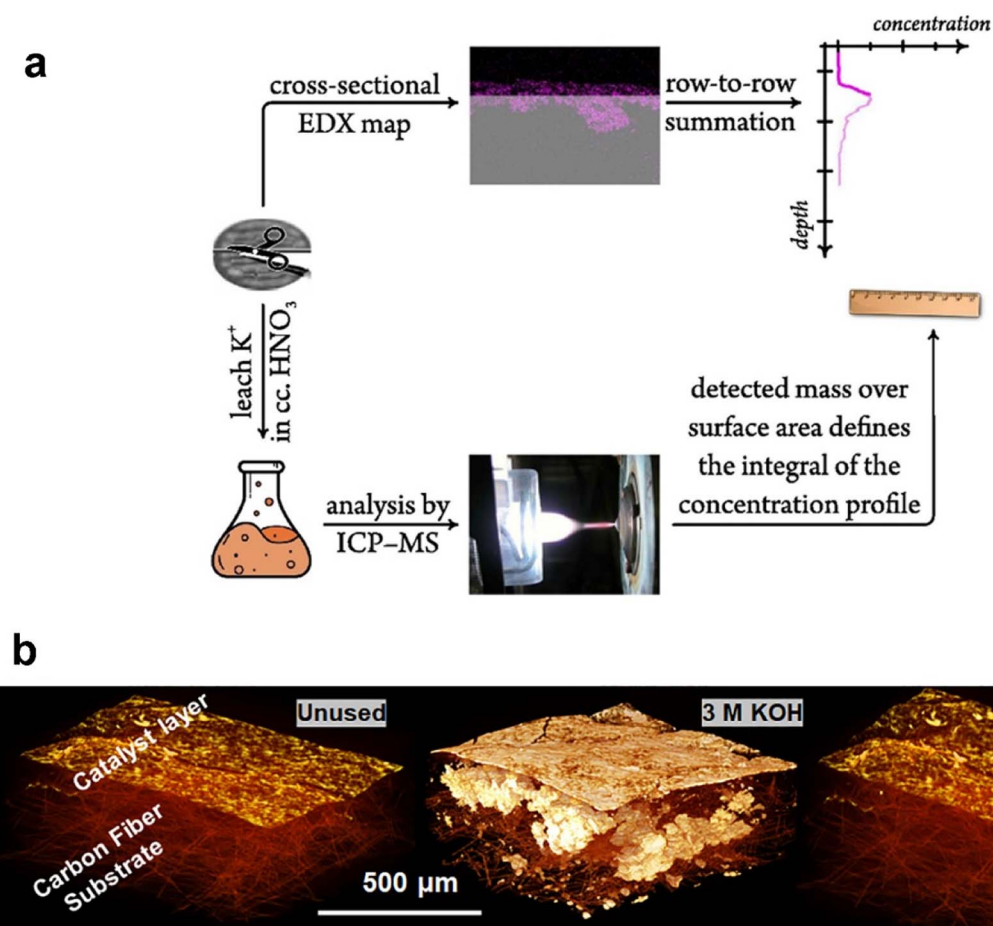 a
concentration
cross-sectional
EDX map
row-to-row
summation
depth
leach K⁺
in cc. HNO₃
analysis by
ICP–MS
detected mass over
surface area defines
the integral of the
concentration profile
b
Catalyst layer
Carbon Fiber
Substrate
Unused
3 M KOH
500 µm